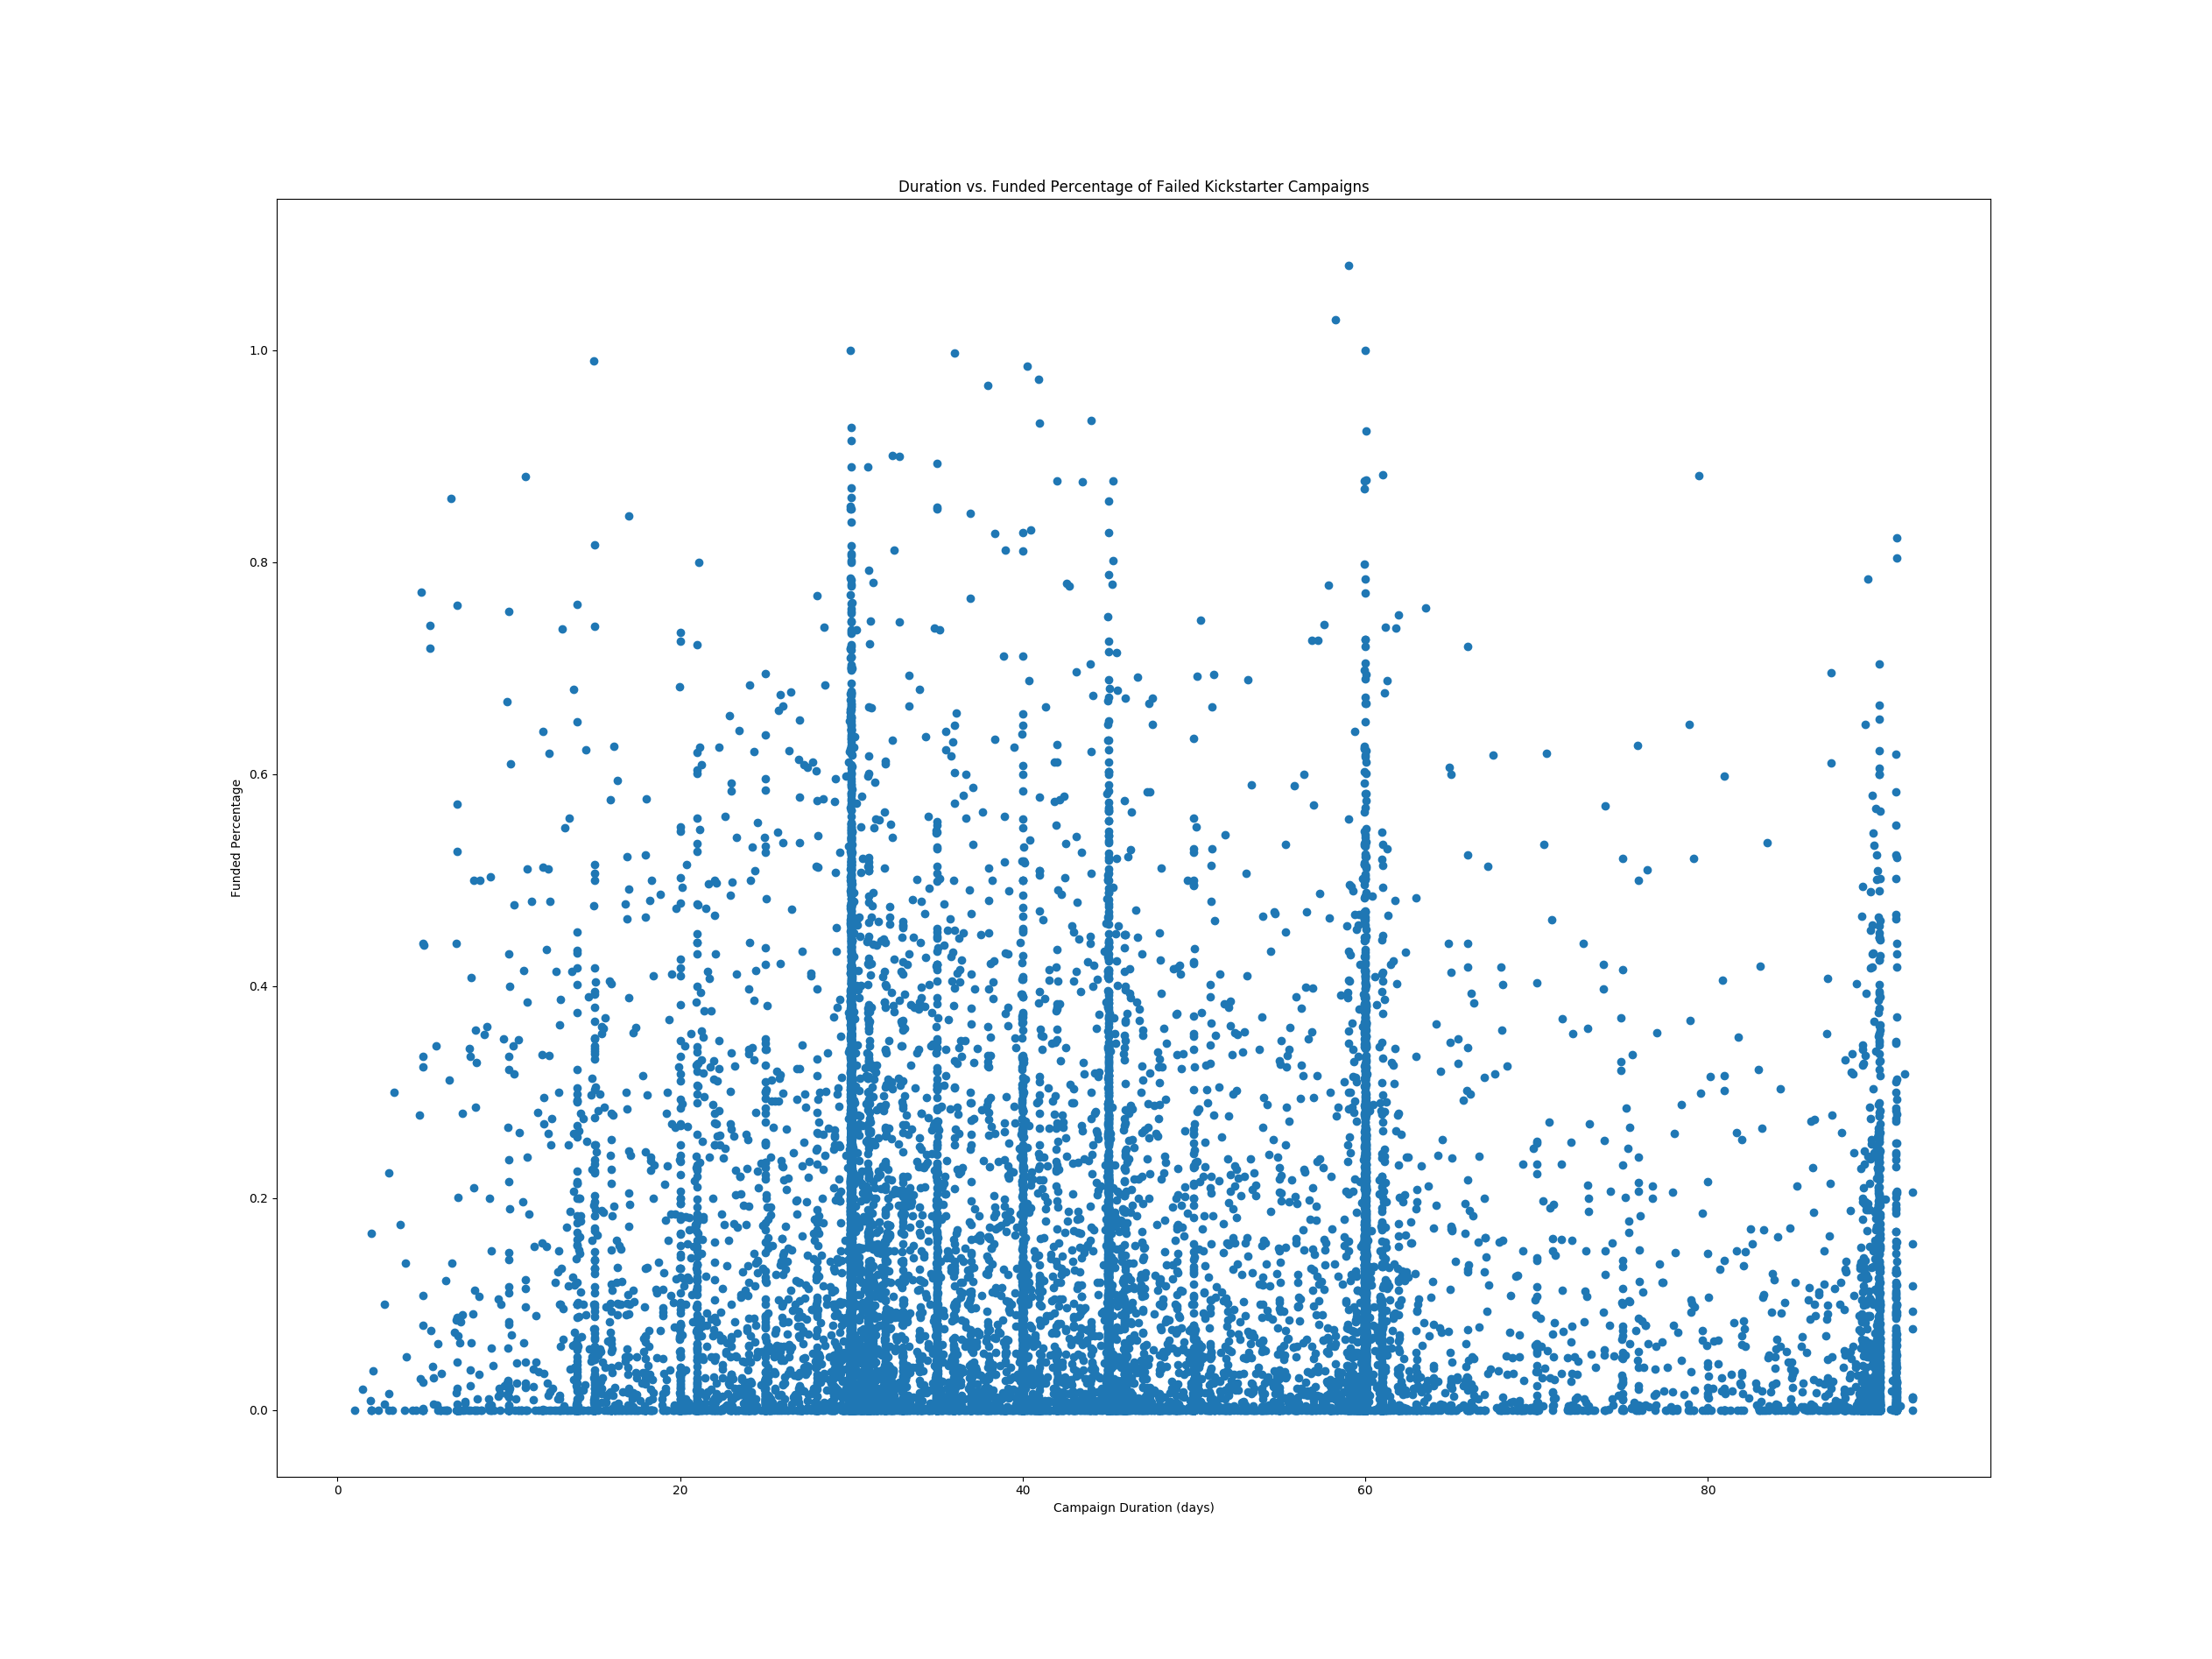 Duration vs. Funded Percentage of Failed Kickstarter Campaigns
1.0
0.8
0.6
0.4
0.2
0.0
Funded Percentage
0 20 40 60 80
Campaign Duration (days)